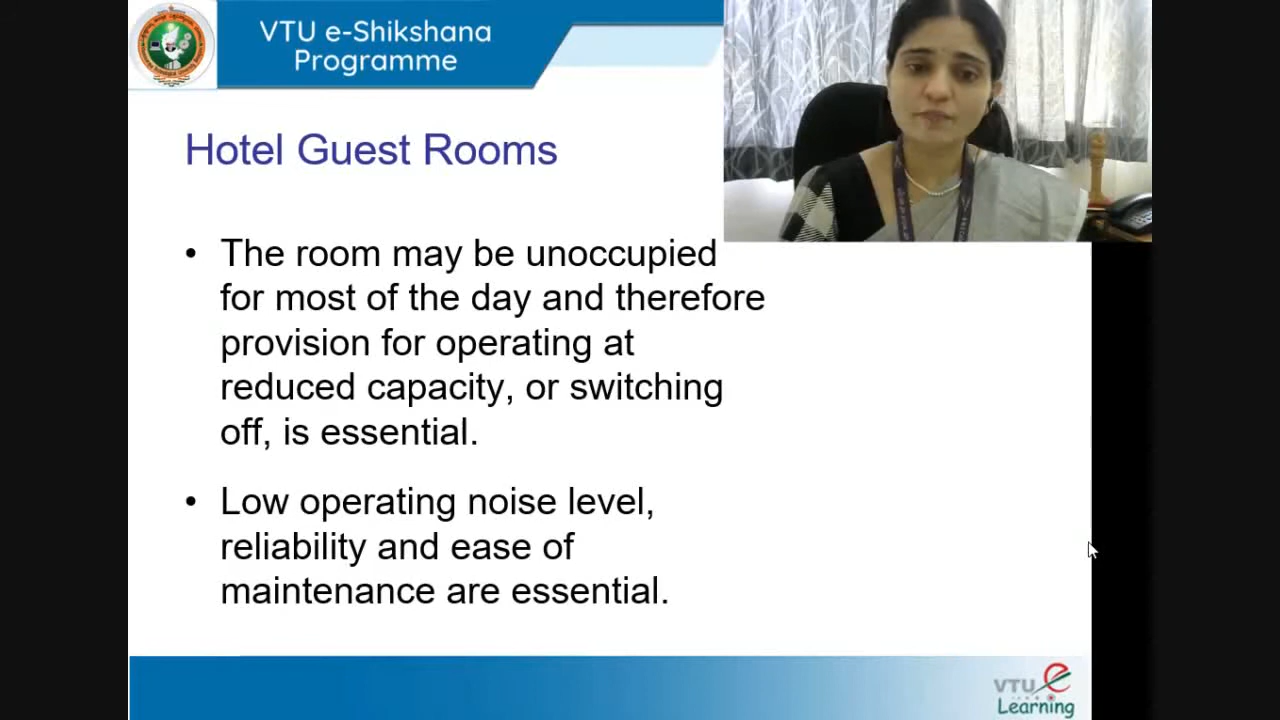 VTU e-Shikshana
Programme
Hotel Guest Rooms
• The room may be unoccupied
for most of the day and therefore
provision for operating at
reduced capacity, or switching
off, is essential.
• Low operating noise level,
reliability and ease of
maintenance are essential.
VTU e
Learning